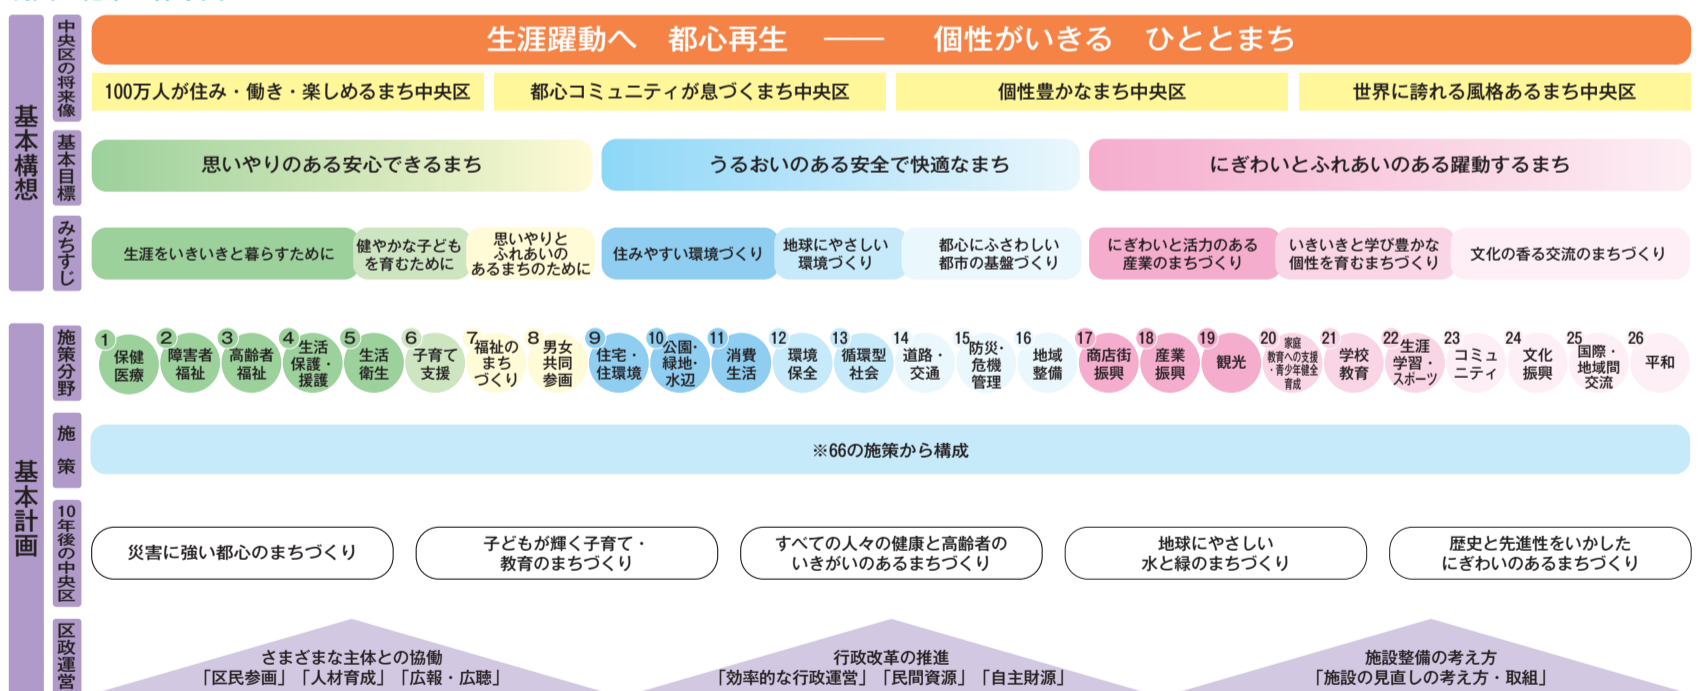 基本構想
中央区の将来像
生涯躍動へ 都心再生 ―― 個性がいきる ひととまち
100万人が住み・働き・楽しめるまち中央区
都心コミュニティが息づくまち中央区
個性豊かなまち中央区
世界に誇れる風格あるまち中央区
基本目標
思いやりのある安心できるまち
うるおいのある安全で快適なまち
にぎわいとふれあいのある躍動するまち
みちすじ
生涯をいきいきと暮らすために
健やかな子ども
を育むために
思いやりと
ふれあいの
あるまちのために
住みやすい環境づくり
地球にやさしい
環境づくり
都心にふさわしい
都市の基盤づくり
にぎわいと活力のある
産業のまちづくり
いきいきと学び豊かな
個性を育むまちづくり
文化の香る交流のまちづくり
基本計画
施策分野
1
保健
医療
2
障害者
福祉
3
高齢者
福祉
4
生活
保護・
援護
5
生活
衛生
6
子育て
支援
7
福祉の
まち
づくり
8
男女
共同
参画
9
住宅・
住環境
10
公園・
緑地・
水辺
11
消費
生活
12
環境
保全
13
循環型
社会
14
道路・
交通
15
防災・
危機
管理
16
地域
整備
17
商店街
振興
18
産業
振興
19
観光
20
家庭
教育への支援
・青少年健全
育成
21
学校
教育
22
生涯
学習・
スポーツ
23
コミュ
ニティ
24
文化
振興
25
国際・
地域間
交流
26
平和
施策
※66の施策から構成
10年後の中央区
災害に強い都心のまちづくり
子どもが輝く子育て・
教育のまちづくり
すべての人々の健康と高齢者の
いきがいのあるまちづくり
地球にやさしい
水と緑のまちづくり
歴史と先進性をいかした
にぎわいのあるまちづくり
区政運営
さまざまな主体との協働
「区民参画」「人材育成」「広報・広聴」
行政改革の推進
「効率的な行政運営」「民間資源」「自主財源」
施設整備の考え方
「施設の見直しの考え方・取組」